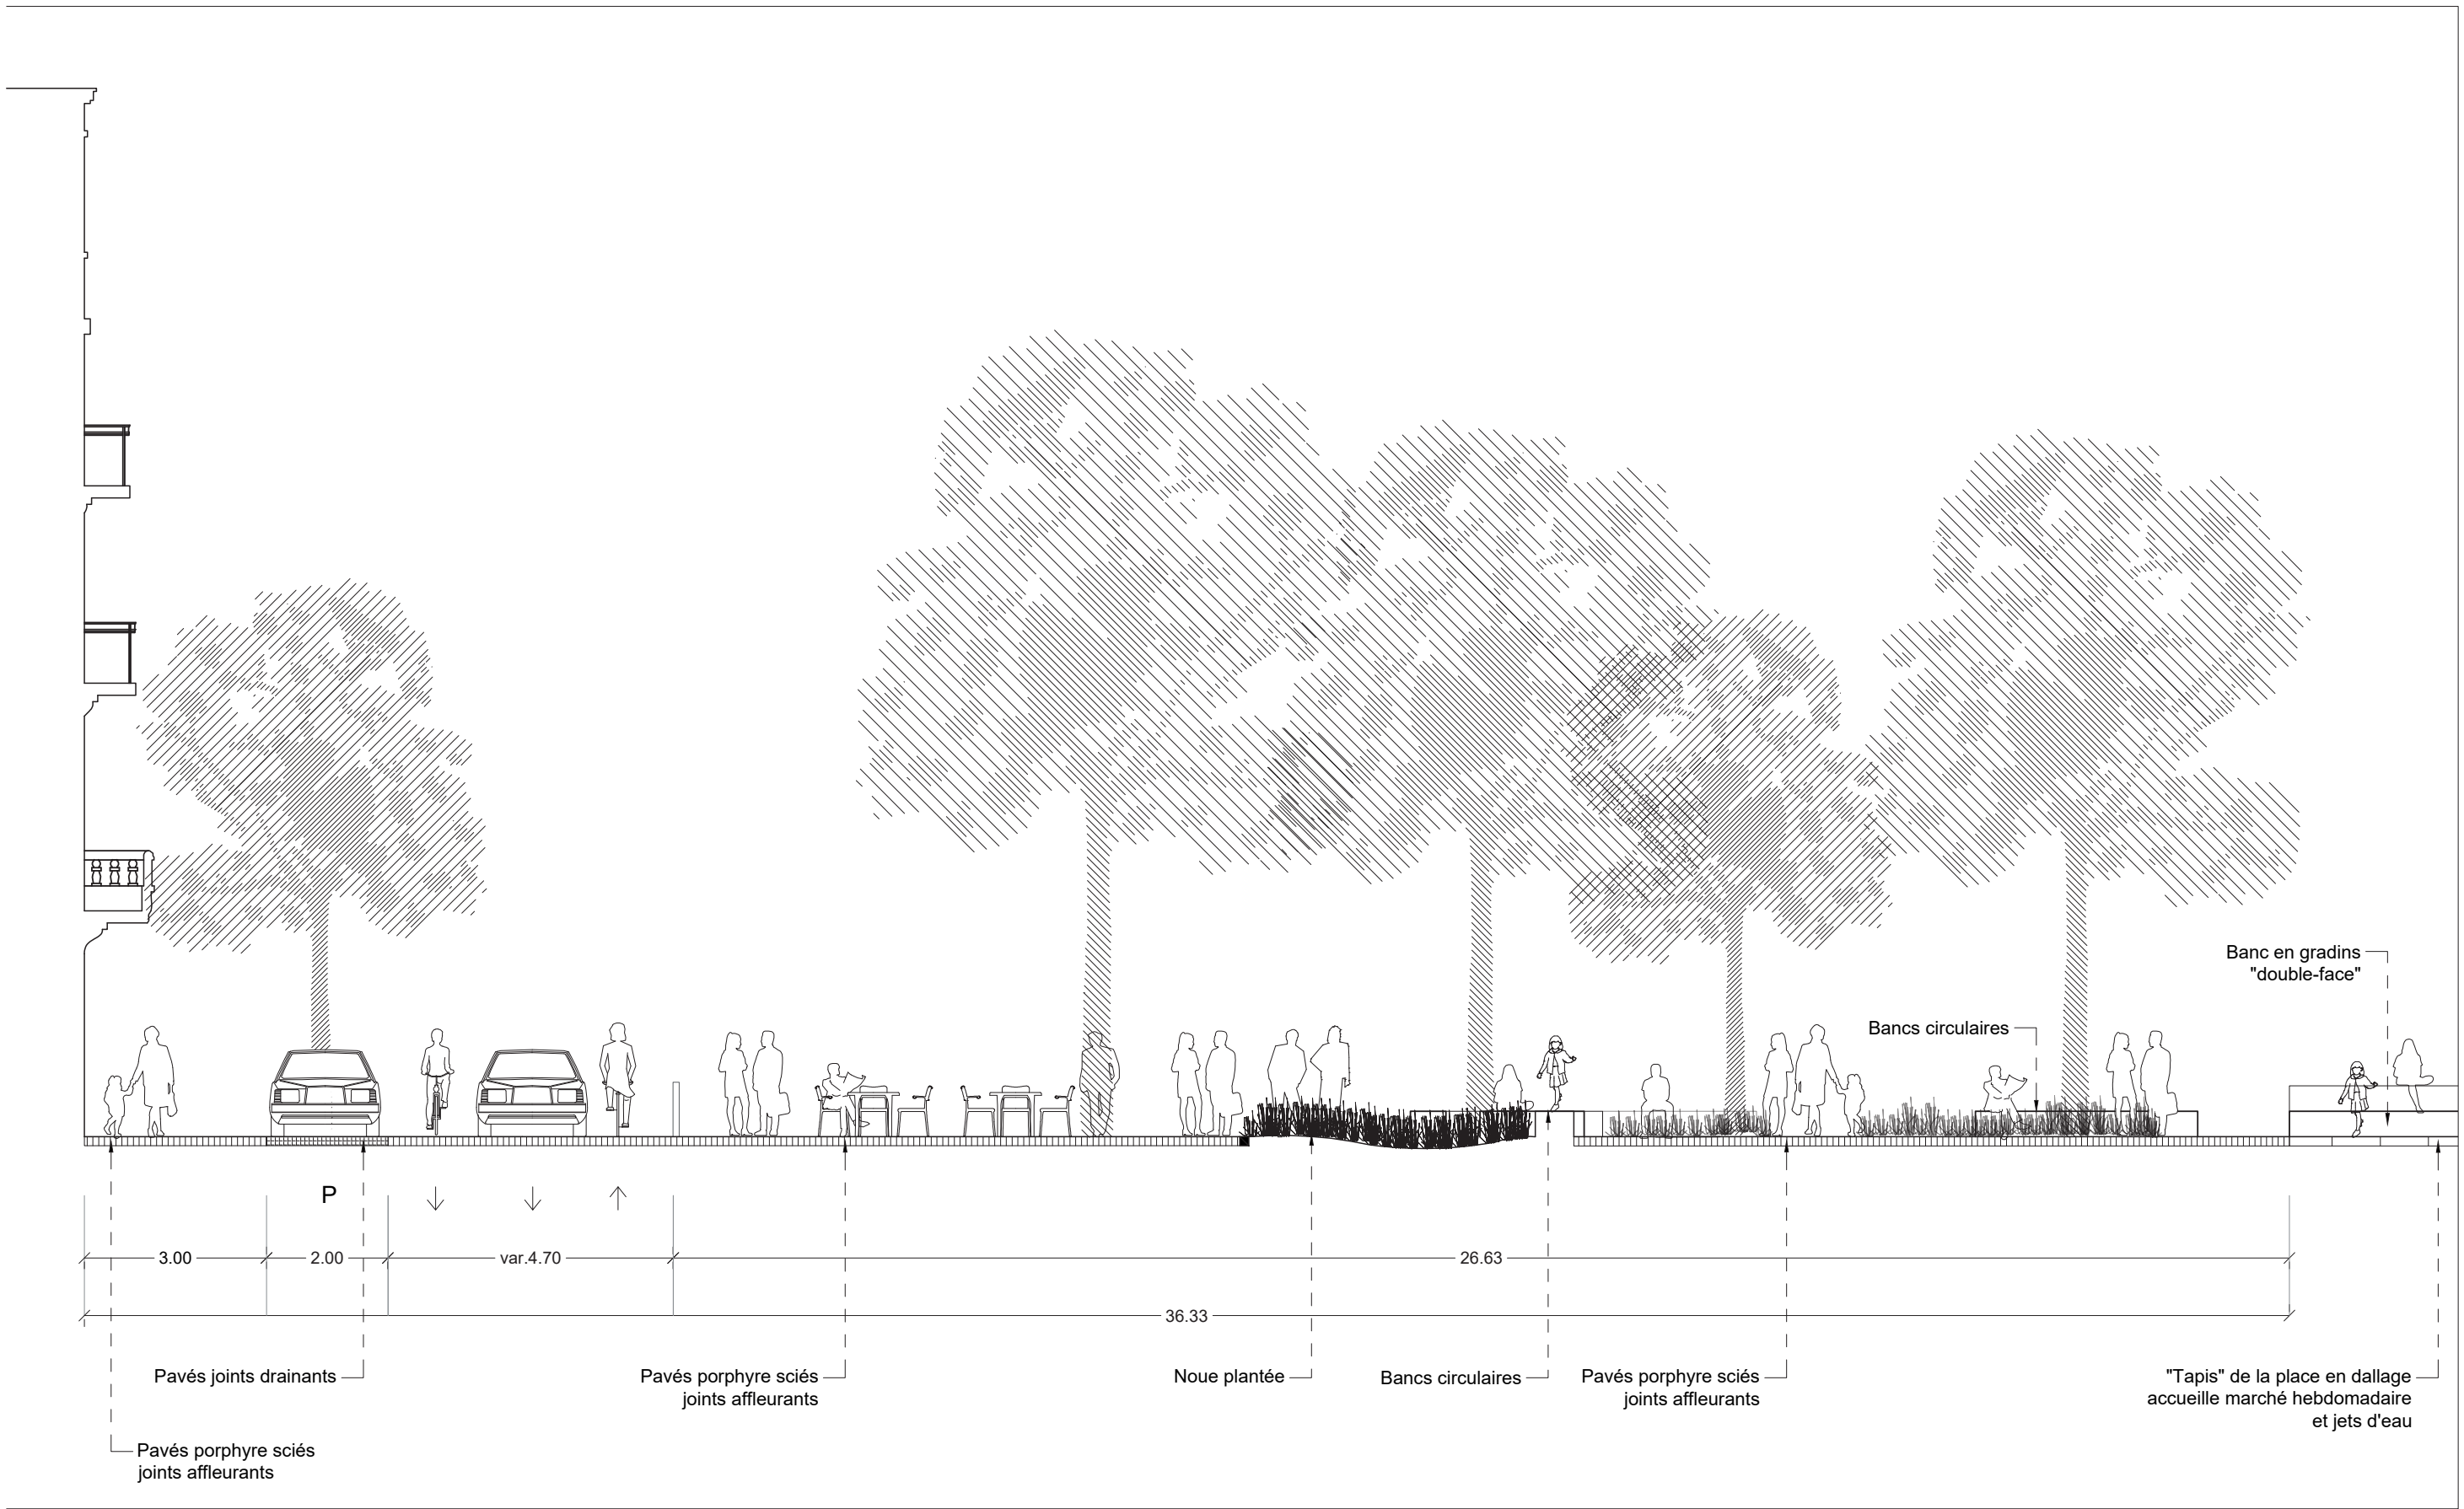 Banc en gradins
"double-face"
Bancs circulaires
P
3.00
2.00
var.4.70
26.63
36.33
Pavés joints drainants
Pavés porphyre sciés
joints affleurants
Noue plantée
Bancs circulaires
Pavés porphyre sciés
joints affleurants
"Tapis" de la place en dallage
accueille marché hebdomadaire
et jets d'eau
Pavés porphyre sciés
joints affleurants